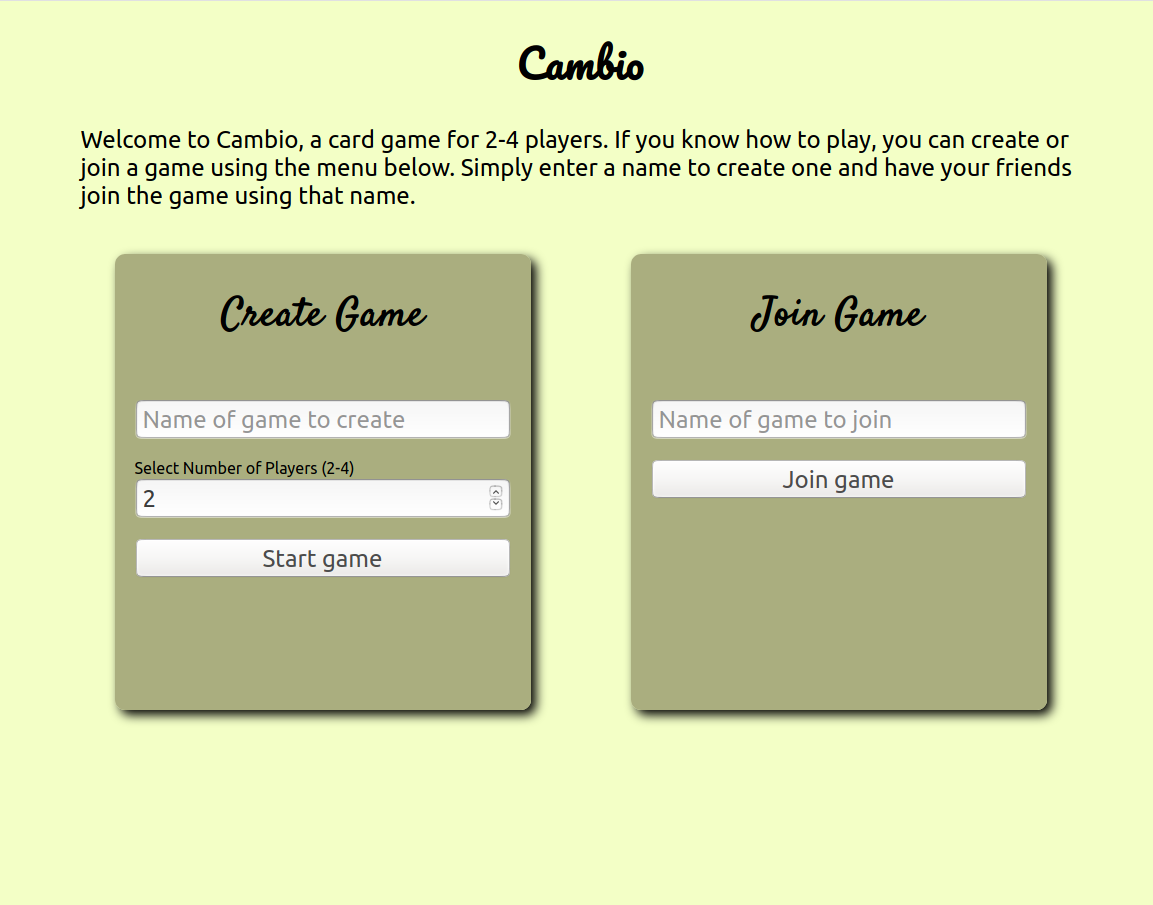 Cambio
Welcome to Cambio, a card game for 2-4 players. If you know how to play, you can create or
join a game using the menu below. Simply enter a name to create one and have your friends
join the game using that name.
Create Game
Name of game to create
Select Number of Players (2-4)
2
Start game
Join Game
Name of game to join
Join game